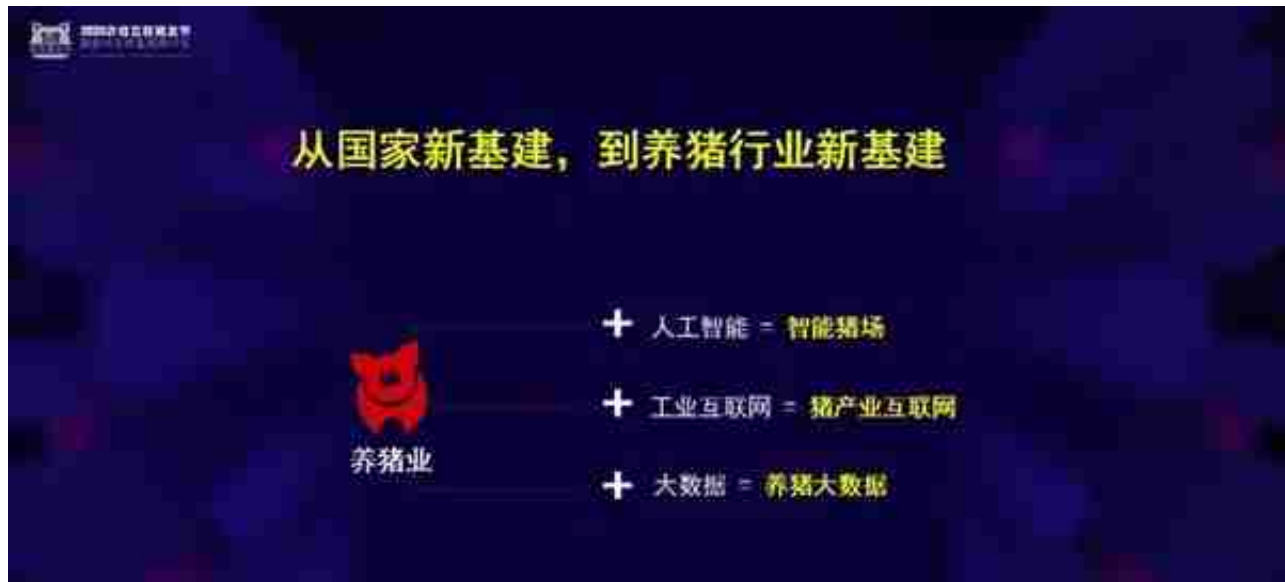 从国家新基建，到养猪行业新基建
+ 人工智能 = 智能猪场
+ 工业互联网 = 猪产业互联网
养猪业
+ 大数据 = 养猪大数据